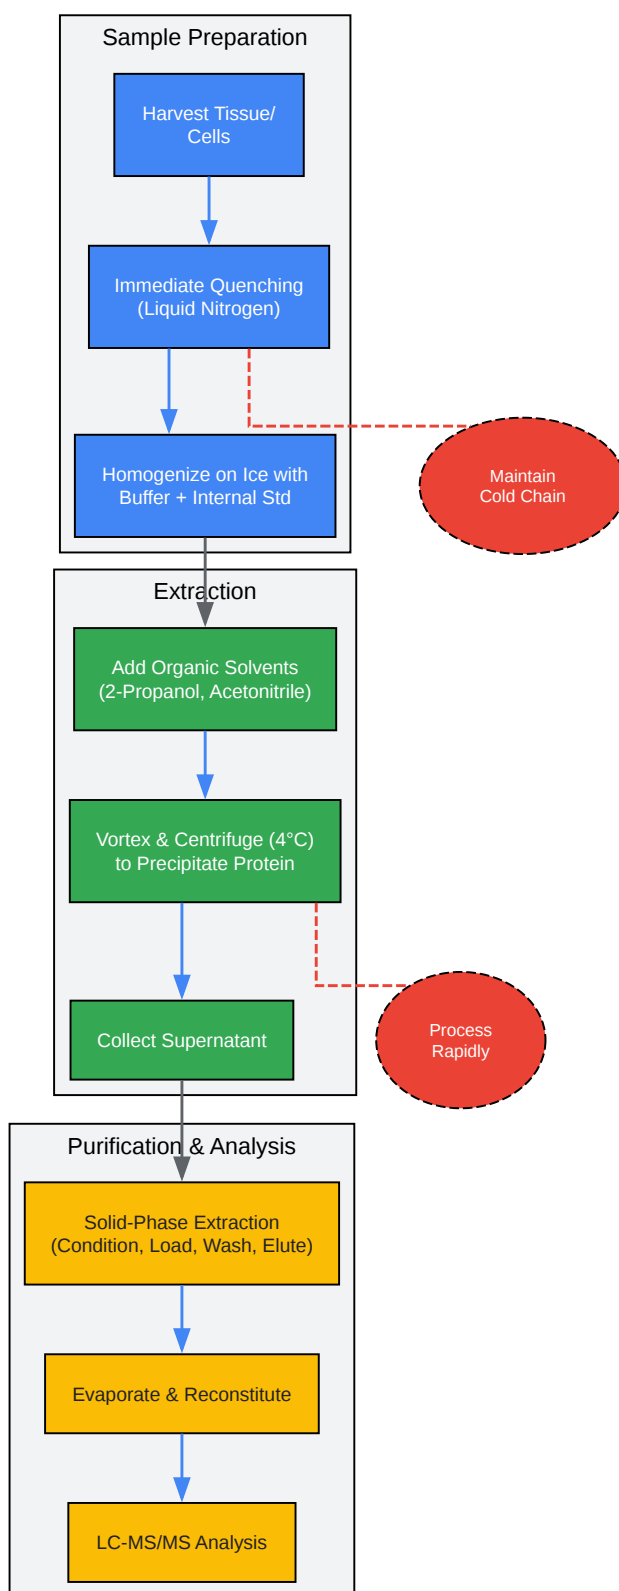 Sample Preparation
Harvest Tissue/
Cells
Immediate Quenching
(Liquid Nitrogen)
Homogenize on Ice with
Buffer + Internal Std
Maintain
Cold Chain
Extraction
Add Organic Solvents
(2-Propanol, Acetonitrile)
Vortex & Centrifuge (4°C)
to Precipitate Protein
Collect Supernatant
Process
Rapidly
Purification & Analysis
Solid-Phase Extraction
(Condition, Load, Wash, Elute)
Evaporate & Reconstitute
LC-MS/MS Analysis